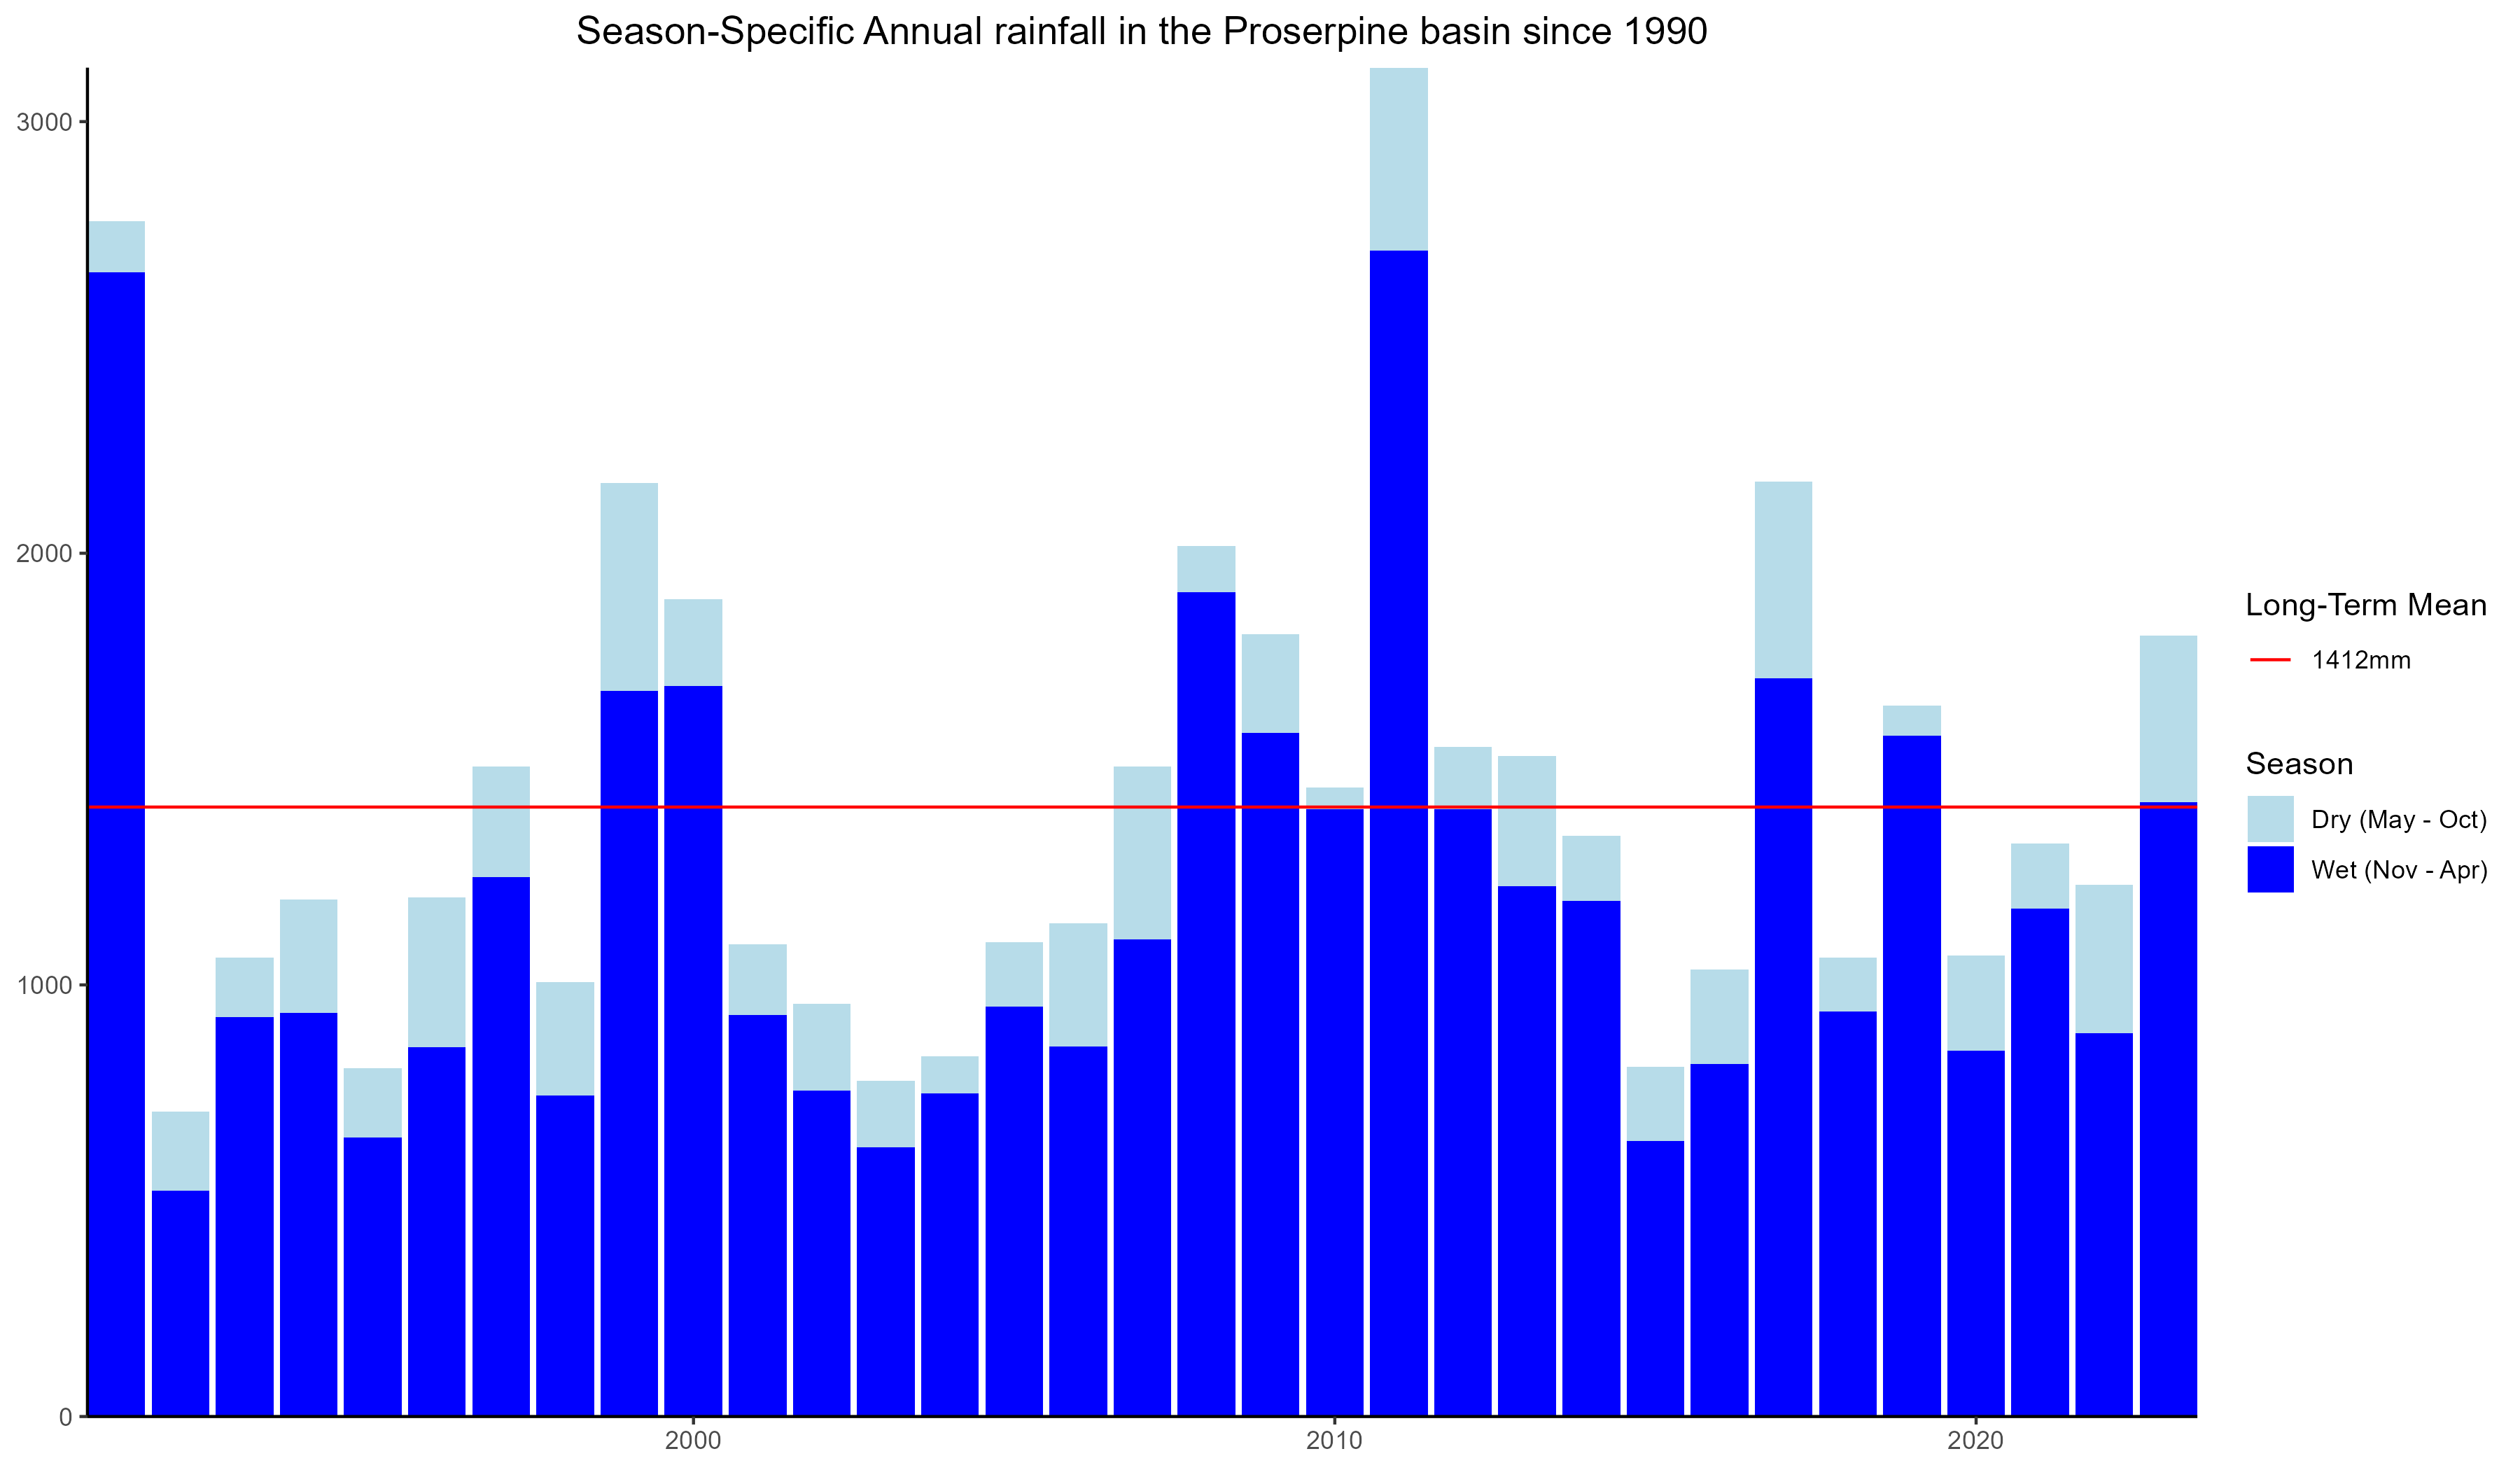 Season-Specific Annual rainfall in the Proserpine basin since 1990
3000
2000
1000
0
2000
2010
2020
Long-Term Mean
1412mm
Season
Dry (May - Oct)
Wet (Nov - Apr)